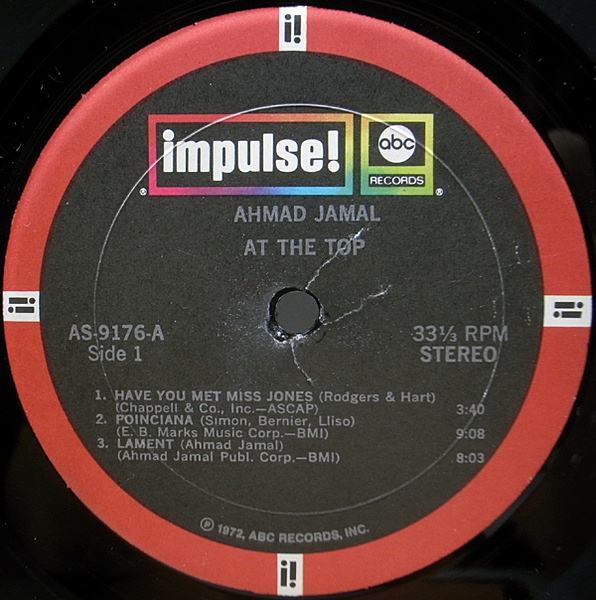 i!
impulse!
abc
RECORDS
® ®
AHMAD JAMAL
AT THE TOP
i! i!
AS-9176-A
Side 1
33⅓ RPM
STEREO
1. HAVE YOU MET MISS JONES (Rodgers & Hart)
(Chappell & Co., Inc.—ASCAP) 3:40
2. POINCIANA (Simon, Bernier, Lliso)
(E. B. Marks Music Corp.—BMI) 9:08
3. LAMENT (Ahmad Jamal)
(Ahmad Jamal Publ. Corp.—BMI) 8:03
℗ 1972, ABC RECORDS, INC.
i!